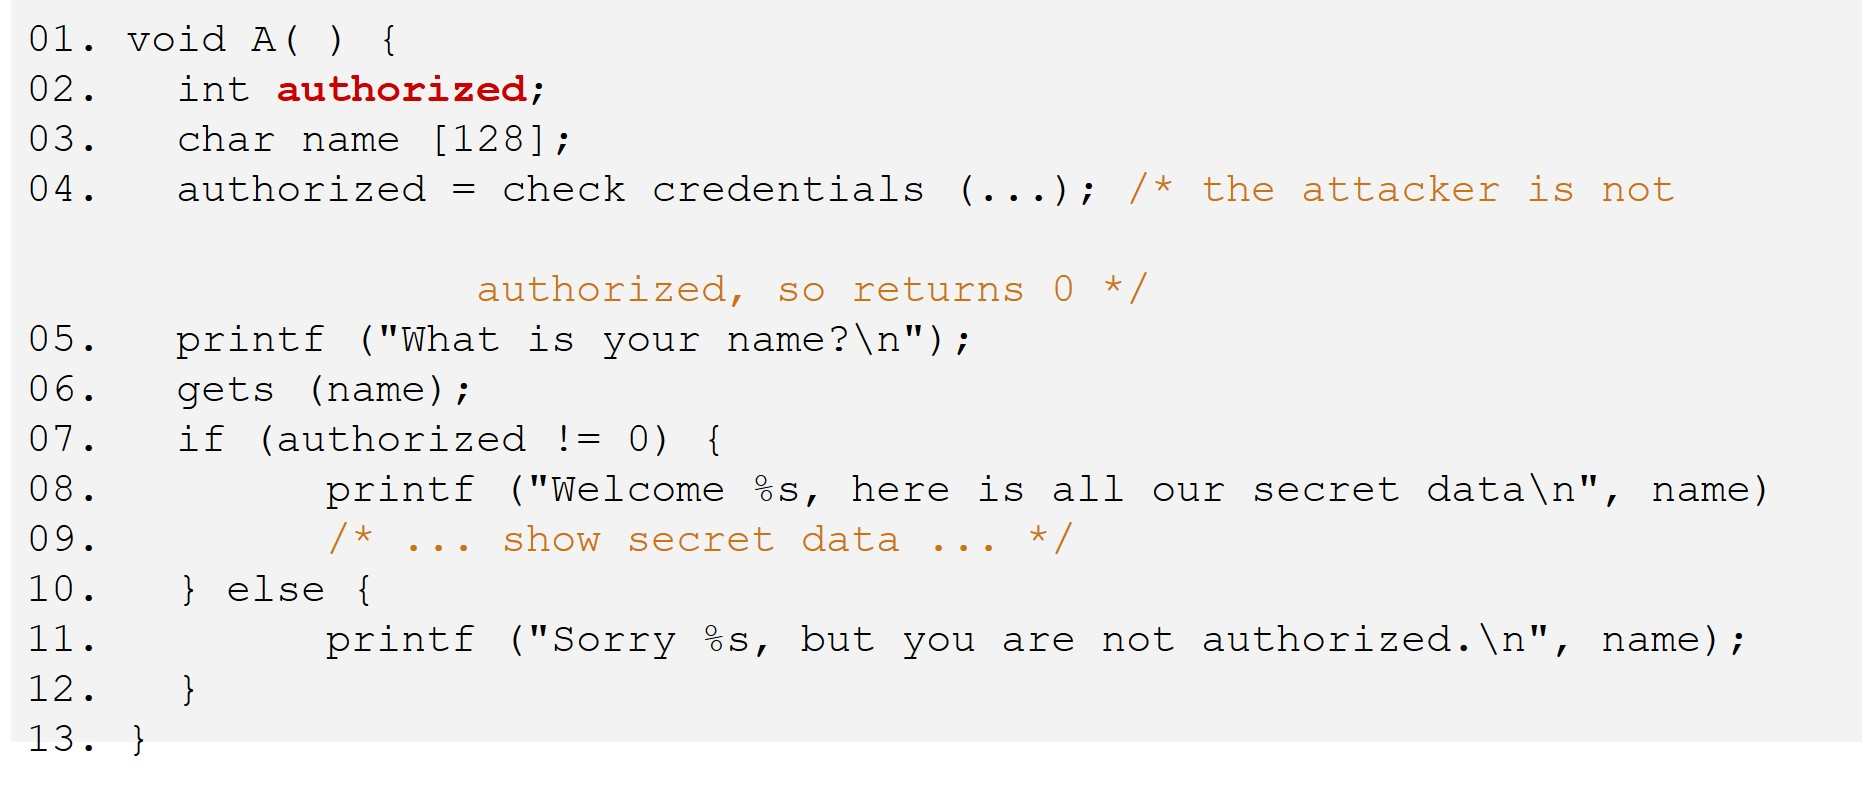 01. void A( ) {
02. int authorized;
03. char name [128];
04. authorized = check credentials (...); /* the attacker is not
authorized, so returns 0 */
05. printf ("What is your name?\n");
06. gets (name);
07. if (authorized != 0) {
08. printf ("Welcome %s, here is all our secret data\n", name)
09. /* ... show secret data ... */
10. } else {
11. printf ("Sorry %s, but you are not authorized.\n", name);
12. }
13. }